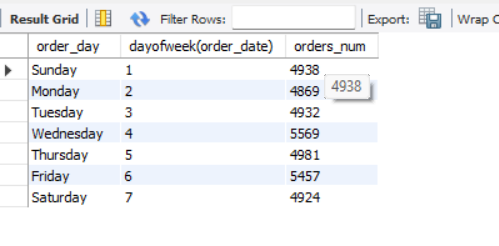 Result Grid Filter Rows: Export: Wrap C
order_day dayofweek(order_date) orders_num
Sunday 1 4938
Monday 2 4869 4938
Tuesday 3 4932
Wednesday 4 5569
Thursday 5 4981
Friday 6 5457
Saturday 7 4924